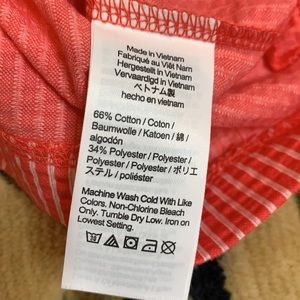 Made in Vietnam
Fabriqué au Viêt Nam
Hergestellt in Vietnam
Vervaardigd in Vietnam
ベトナム製
hecho en vietnam
66% Cotton / Coton /
Baumwolle / Katoen / 綿 /
algodón
34% Polyester / Polyester /
Polyester / Polyester / ポリエ
ステル / poliéster
Machine Wash Cold With Like
Colors. Non-Chlorine Bleach
Only. Tumble Dry Low. Iron on
Lowest Setting.